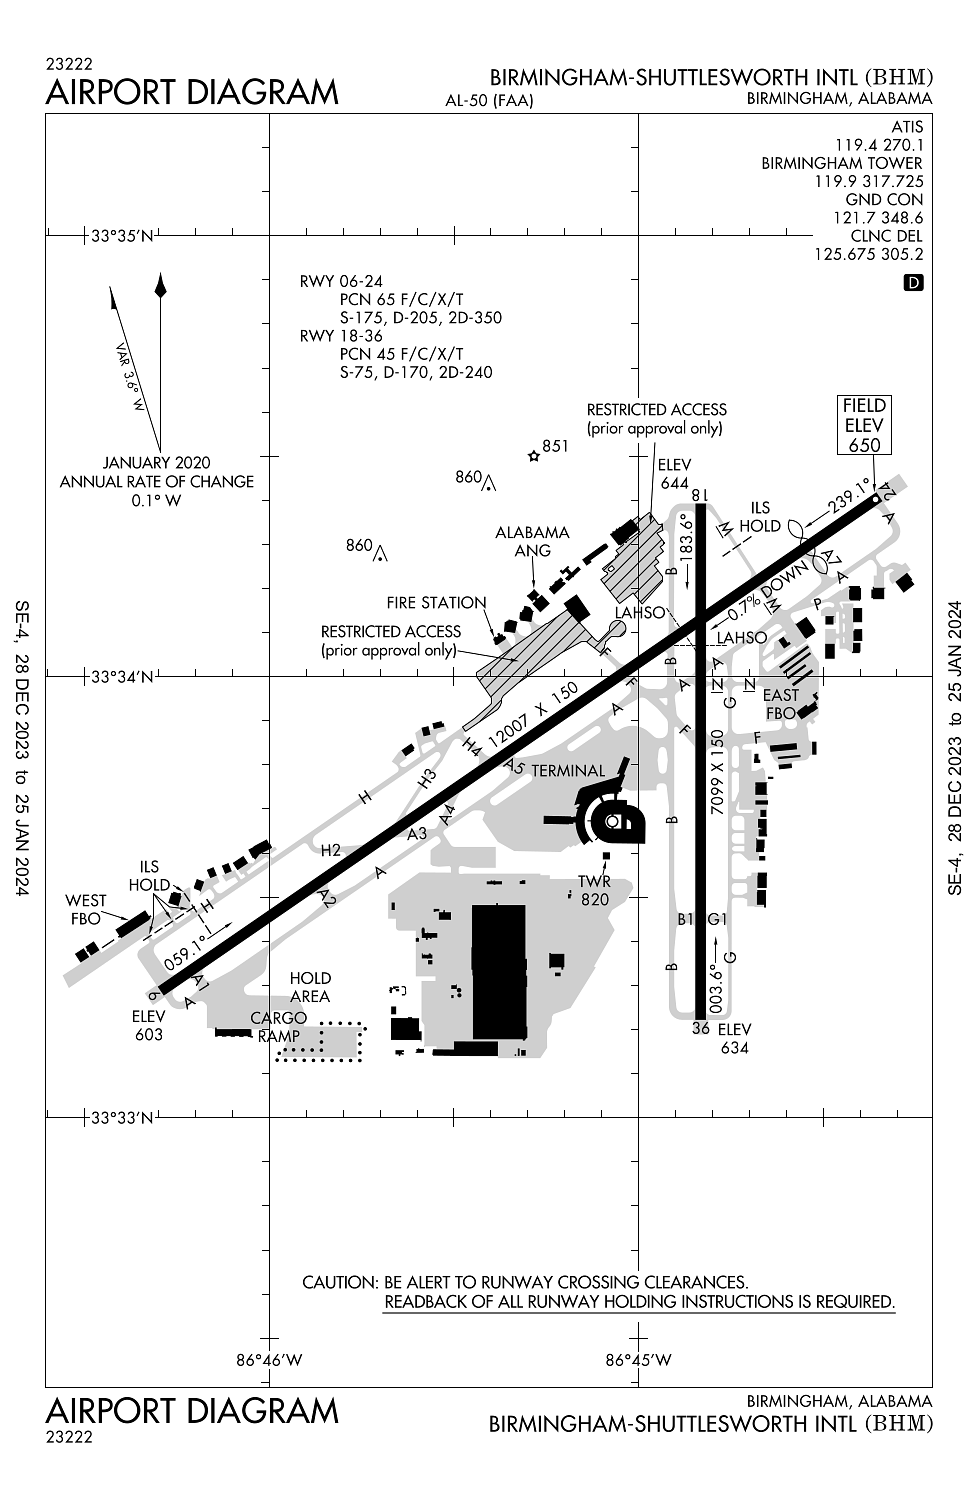 23222
AIRPORT DIAGRAM
AL-50 (FAA)
BIRMINGHAM-SHUTTLESWORTH INTL (BHM)
BIRMINGHAM, ALABAMA
ATIS
119.4 270.1
BIRMINGHAM TOWER
119.9 317.725
GND CON
121.7 348.6
CLNC DEL
125.675 305.2
D
33°35'N
RWY 06-24
PCN 65 F/C/X/T
S-175, D-205, 2D-350
RWY 18-36
PCN 45 F/C/X/T
S-75, D-170, 2D-240
VAR 3.6° W
JANUARY 2020
ANNUAL RATE OF CHANGE
0.1° W
RESTRICTED ACCESS
(prior approval only)
FIELD
ELEV
650
851
860
860
ELEV
644
18
ILS
HOLD
239.1°
24
A
M
183.6°
B
ALABAMA
ANG
A7
A
0.7% DOWN
M
P
FIRE STATION
LAHSO
LAHSO
RESTRICTED ACCESS
(prior approval only)
F
B
A
33°34'N
F
A
N
N
G
EAST
FBO
A
F
F
12007 X 150
7099 X 150
H4
A5
TERMINAL
H3
H
A4
A3
B
H2
A
ILS
HOLD
TWR
820
A2
WEST
FBO
H
B1
G1
059.1°
B
G
003.6°
A1
6
A
HOLD
AREA
ELEV
603
CARGO
RAMP
36
ELEV
634
33°33'N
CAUTION: BE ALERT TO RUNWAY CROSSING CLEARANCES.
READBACK OF ALL RUNWAY HOLDING INSTRUCTIONS IS REQUIRED.
86°46'W
86°45'W
AIRPORT DIAGRAM
23222
BIRMINGHAM, ALABAMA
BIRMINGHAM-SHUTTLESWORTH INTL (BHM)
SE-4, 28 DEC 2023 to 25 JAN 2024
SE-4, 28 DEC 2023 to 25 JAN 2024